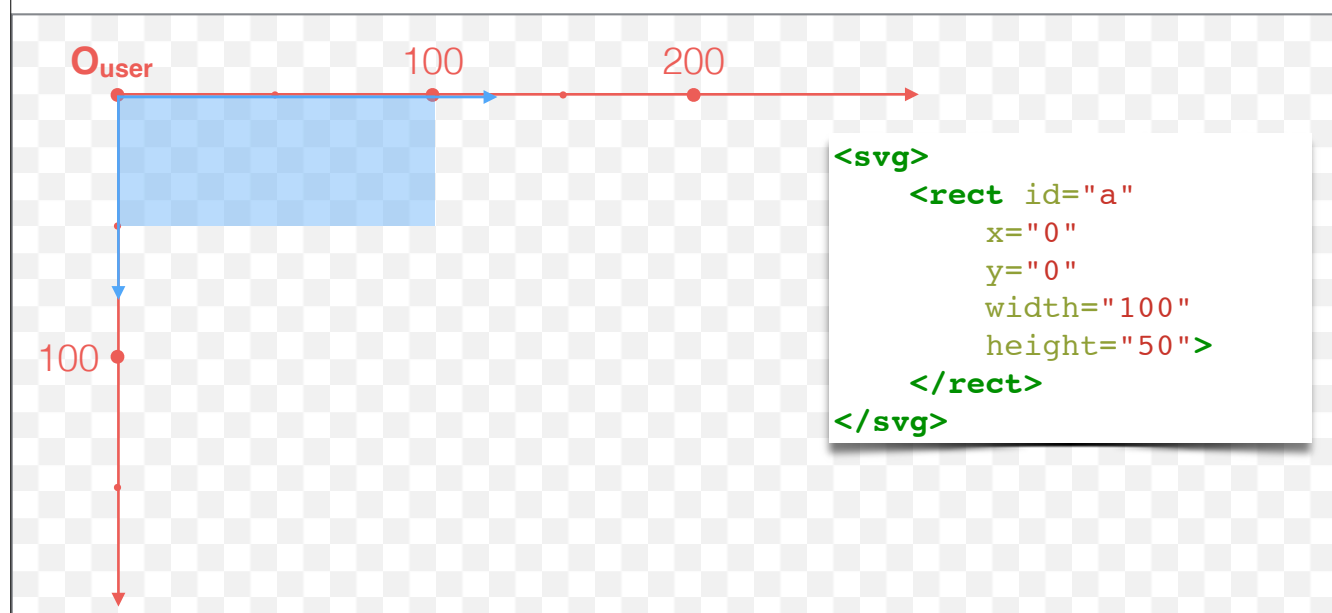 Ouser 100 200
100
<svg>
<rect id="a"
x="0"
y="0"
width="100"
height="50">
</rect>
</svg>